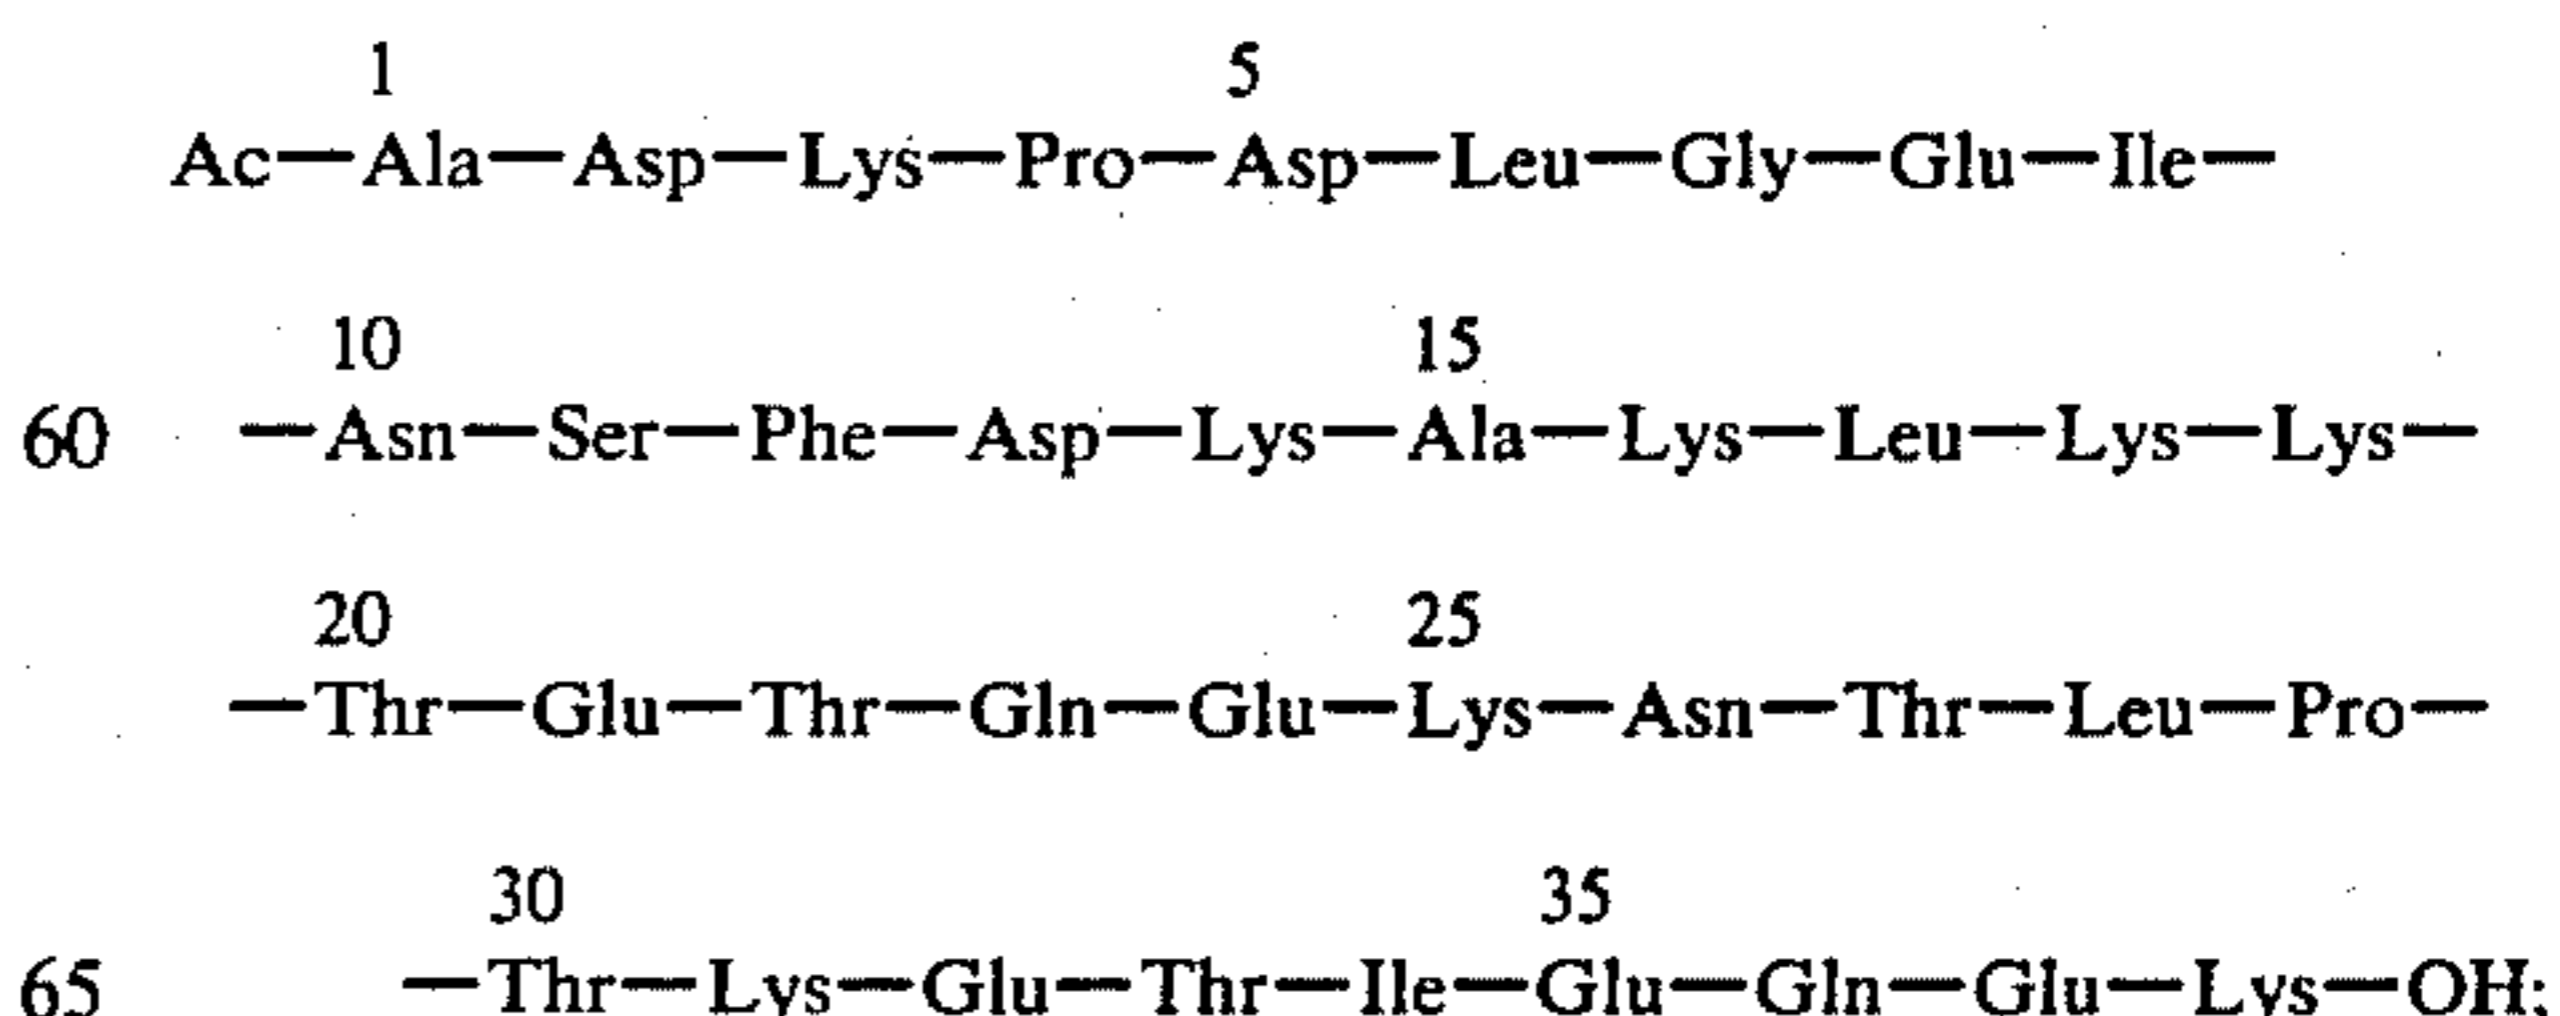 1 5
Ac—Ala—Asp—Lys—Pro—Asp—Leu—Gly—Glu—Ile—
10 15
60 —Asn—Ser—Phe—Asp—Lys—Ala—Lys—Leu—Lys—Lys—
20 25
—Thr—Glu—Thr—Gln—Glu—Lys—Asn—Thr—Leu—Pro—
30 35
65 —Thr—Lys—Glu—Thr—Ile—Glu—Gln—Glu—Lys—OH;